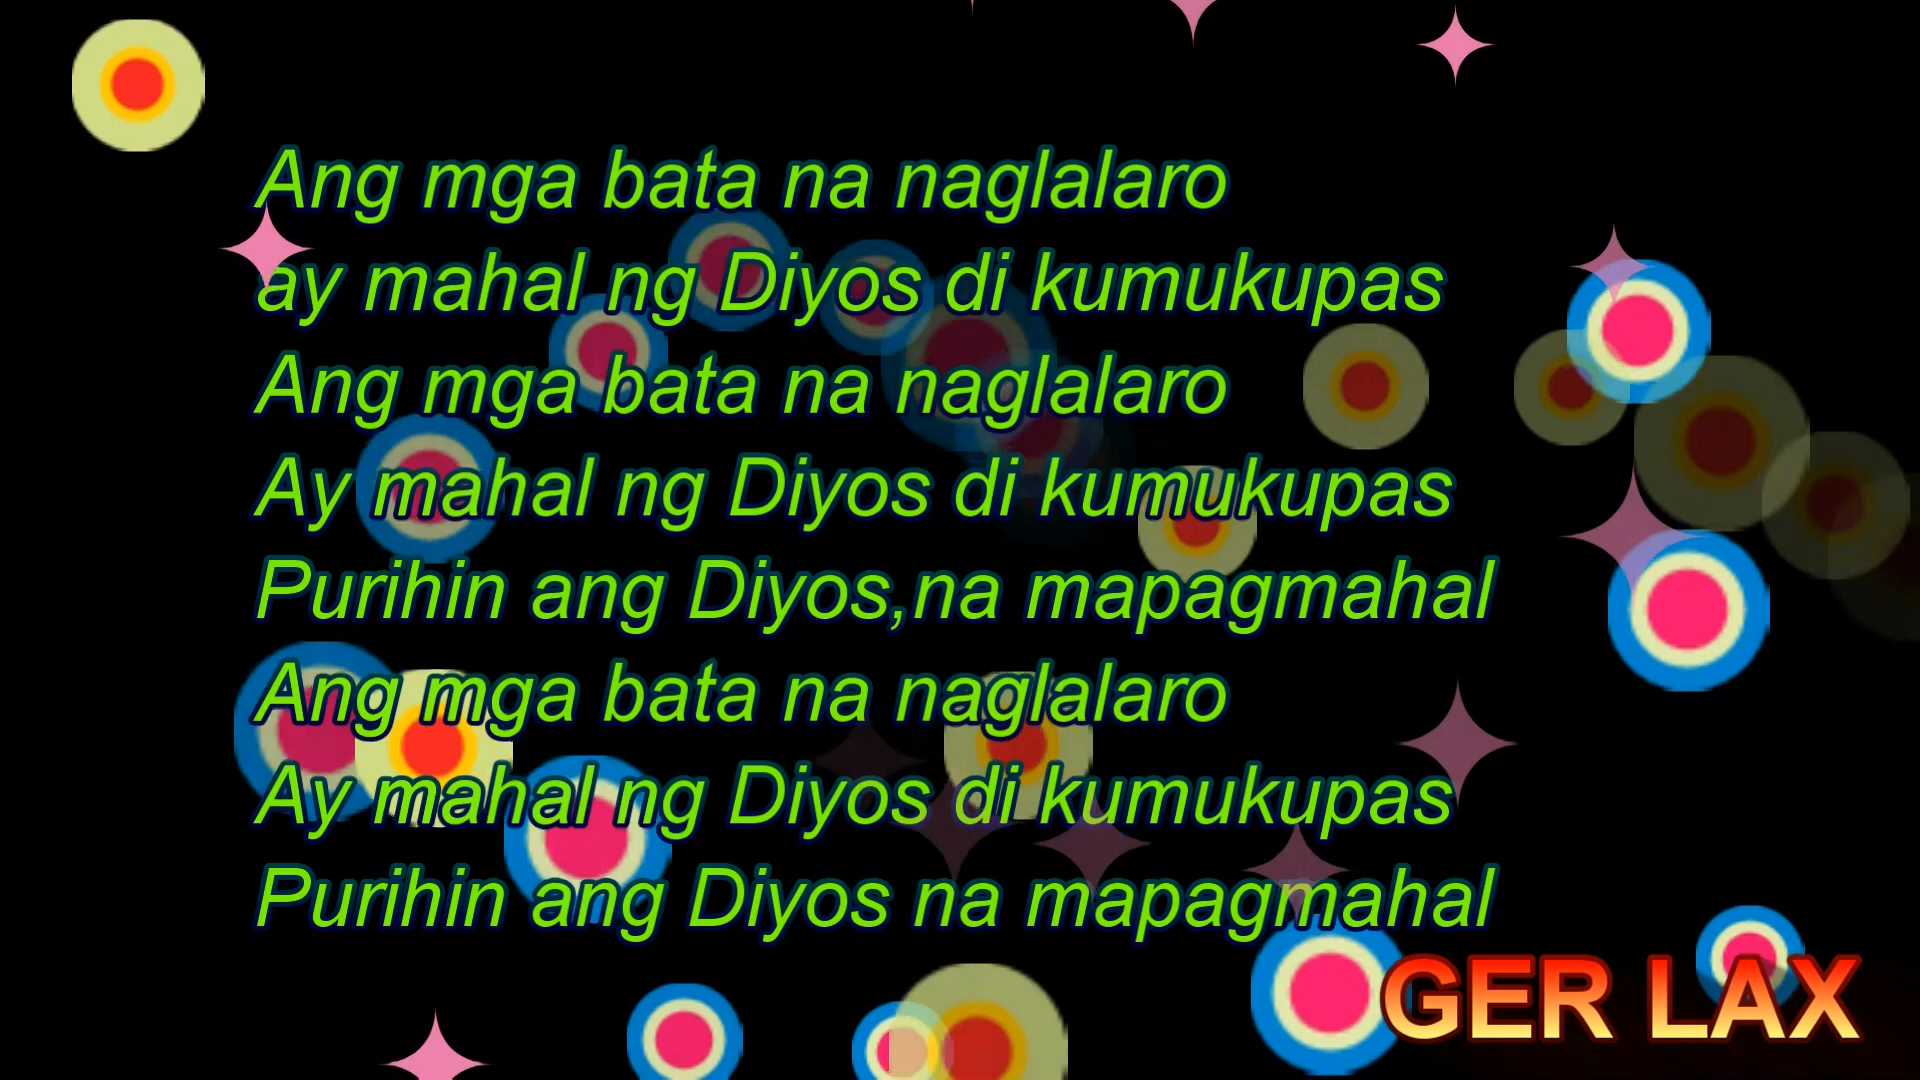 Ang mga bata na naglalaro
ay mahal ng Diyos di kumukupas
Ang mga bata na naglalaro
Ay mahal ng Diyos di kumukupas
Purihin ang Diyos,na mapagmahal
Ang mga bata na naglalaro
Ay mahal ng Diyos di kumukupas
Purihin ang Diyos na mapagmahal
GER LAX